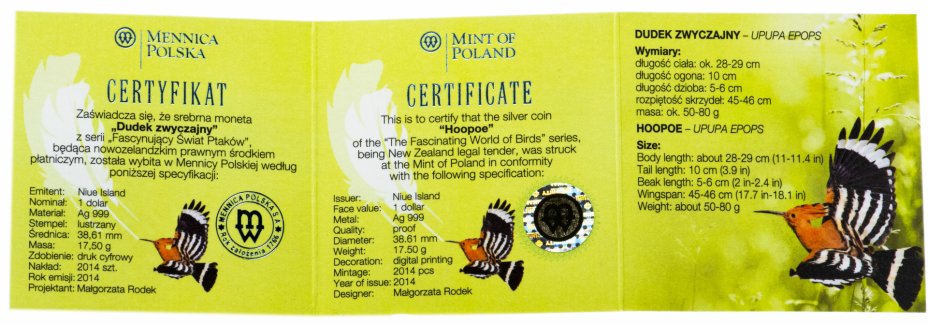 MENNICA
POLSKA
CERTYFIKAT
Zaświadcza się, że srebrna moneta
„Dudek zwyczajny”
z serii „Fascynujący Świat Ptaków”,
będąca nowozelandzkim prawnym środkiem
płatniczym, została wybita w Mennicy Polskiej według
poniższej specyfikacji:
Emitent: Niue Island
Nominał: 1 dolar
Materiał: Ag 999
Stempel: lustrzany
Średnica: 38,61 mm
Masa: 17,50 g
Zdobienie: druk cyfrowy
Nakład: 2014 szt.
Rok emisji: 2014
Projektant: Małgorzata Rodek
MENNICA POLSKA S.A.
Rok założenia 1766
MINT OF
POLAND
CERTIFICATE
This is to certify that the silver coin
“Hoopoe”
of the “The Fascinating World of Birds” series,
being New Zealand legal tender, was struck
at the Mint of Poland in conformity
with the following specification:
Issuer: Niue Island
Face value: 1 dollar
Metal: Ag 999
Quality: proof
Diameter: 38.61 mm
Weight: 17.50 g
Decoration: digital printing
Mintage: 2014 pcs
Year of issue: 2014
Designer: Małgorzata Rodek
DUDEK ZWYCZAJNY – UPUPA EPOPS
Wymiary:
długość ciała: ok. 28-29 cm
długość ogona: 10 cm
długość dzioba: 5-6 cm
rozpiętość skrzydeł: 45-46 cm
masa: ok. 50-80 g
HOOPOE – UPUPA EPOPS
Size:
Body length: about 28-29 cm (11-11.4 in)
Tail length: 10 cm (3.9 in)
Beak length: 5-6 cm (2 in-2.4 in)
Wingspan: 45-46 cm (17.7 in-18.1 in)
Weight: about 50-80 g